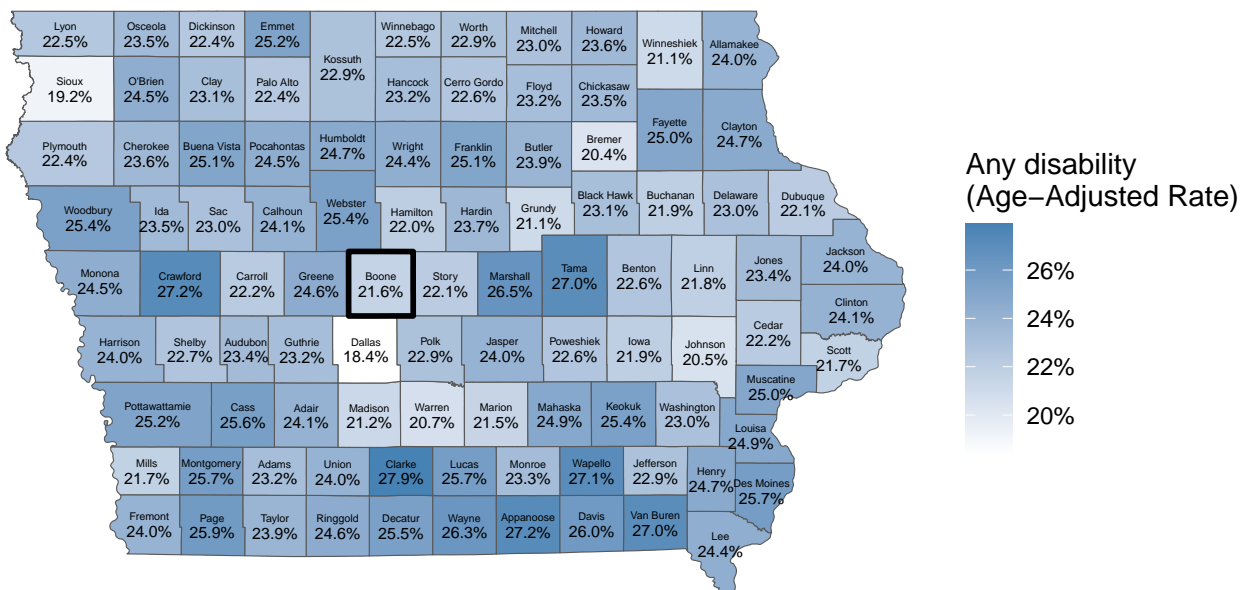 Lyon
22.5%
Osceola
23.5%
Dickinson
22.4%
Emmet
25.2%
Kossuth
22.9%
Winnebago
22.5%
Worth
22.9%
Mitchell
23.0%
Howard
23.6%
Winneshiek
21.1%
Allamakee
24.0%
Sioux
19.2%
O'Brien
24.5%
Clay
23.1%
Palo Alto
22.4%
Hancock
23.2%
Cerro Gordo
22.6%
Floyd
23.2%
Chickasaw
23.5%
Fayette
25.0%
Clayton
24.7%
Plymouth
22.4%
Cherokee
23.6%
Buena Vista
25.1%
Pocahontas
24.5%
Humboldt
24.7%
Wright
24.4%
Franklin
25.1%
Butler
23.9%
Bremer
20.4%
Woodbury
25.4%
Ida
23.5%
Sac
23.0%
Calhoun
24.1%
Webster
25.4%
Hamilton
22.0%
Hardin
23.7%
Grundy
21.1%
Black Hawk
23.1%
Buchanan
21.9%
Delaware
23.0%
Dubuque
22.1%
Monona
24.5%
Crawford
27.2%
Carroll
22.2%
Greene
24.6%
Boone
21.6%
Story
22.1%
Marshall
26.5%
Tama
27.0%
Benton
22.6%
Linn
21.8%
Jones
23.4%
Jackson
24.0%
Clinton
24.1%
Harrison
24.0%
Shelby
22.7%
Audubon
23.4%
Guthrie
23.2%
Dallas
18.4%
Polk
22.9%
Jasper
24.0%
Poweshiek
22.6%
Iowa
21.9%
Johnson
20.5%
Cedar
22.2%
Scott
21.7%
Muscatine
25.0%
Pottawattamie
25.2%
Cass
25.6%
Adair
24.1%
Madison
21.2%
Warren
20.7%
Marion
21.5%
Mahaska
24.9%
Keokuk
25.4%
Washington
23.0%
Louisa
24.9%
Mills
21.7%
Montgomery
25.7%
Adams
23.2%
Union
24.0%
Clarke
27.9%
Lucas
25.7%
Monroe
23.3%
Wapello
27.1%
Jefferson
22.9%
Henry
24.7%
Des Moines
25.7%
Fremont
24.0%
Page
25.9%
Taylor
23.9%
Ringgold
24.6%
Decatur
25.5%
Wayne
26.3%
Appanoose
27.2%
Davis
26.0%
Van Buren
27.0%
Lee
24.4%
Any disability
(Age−Adjusted Rate)
26%
24%
22%
20%